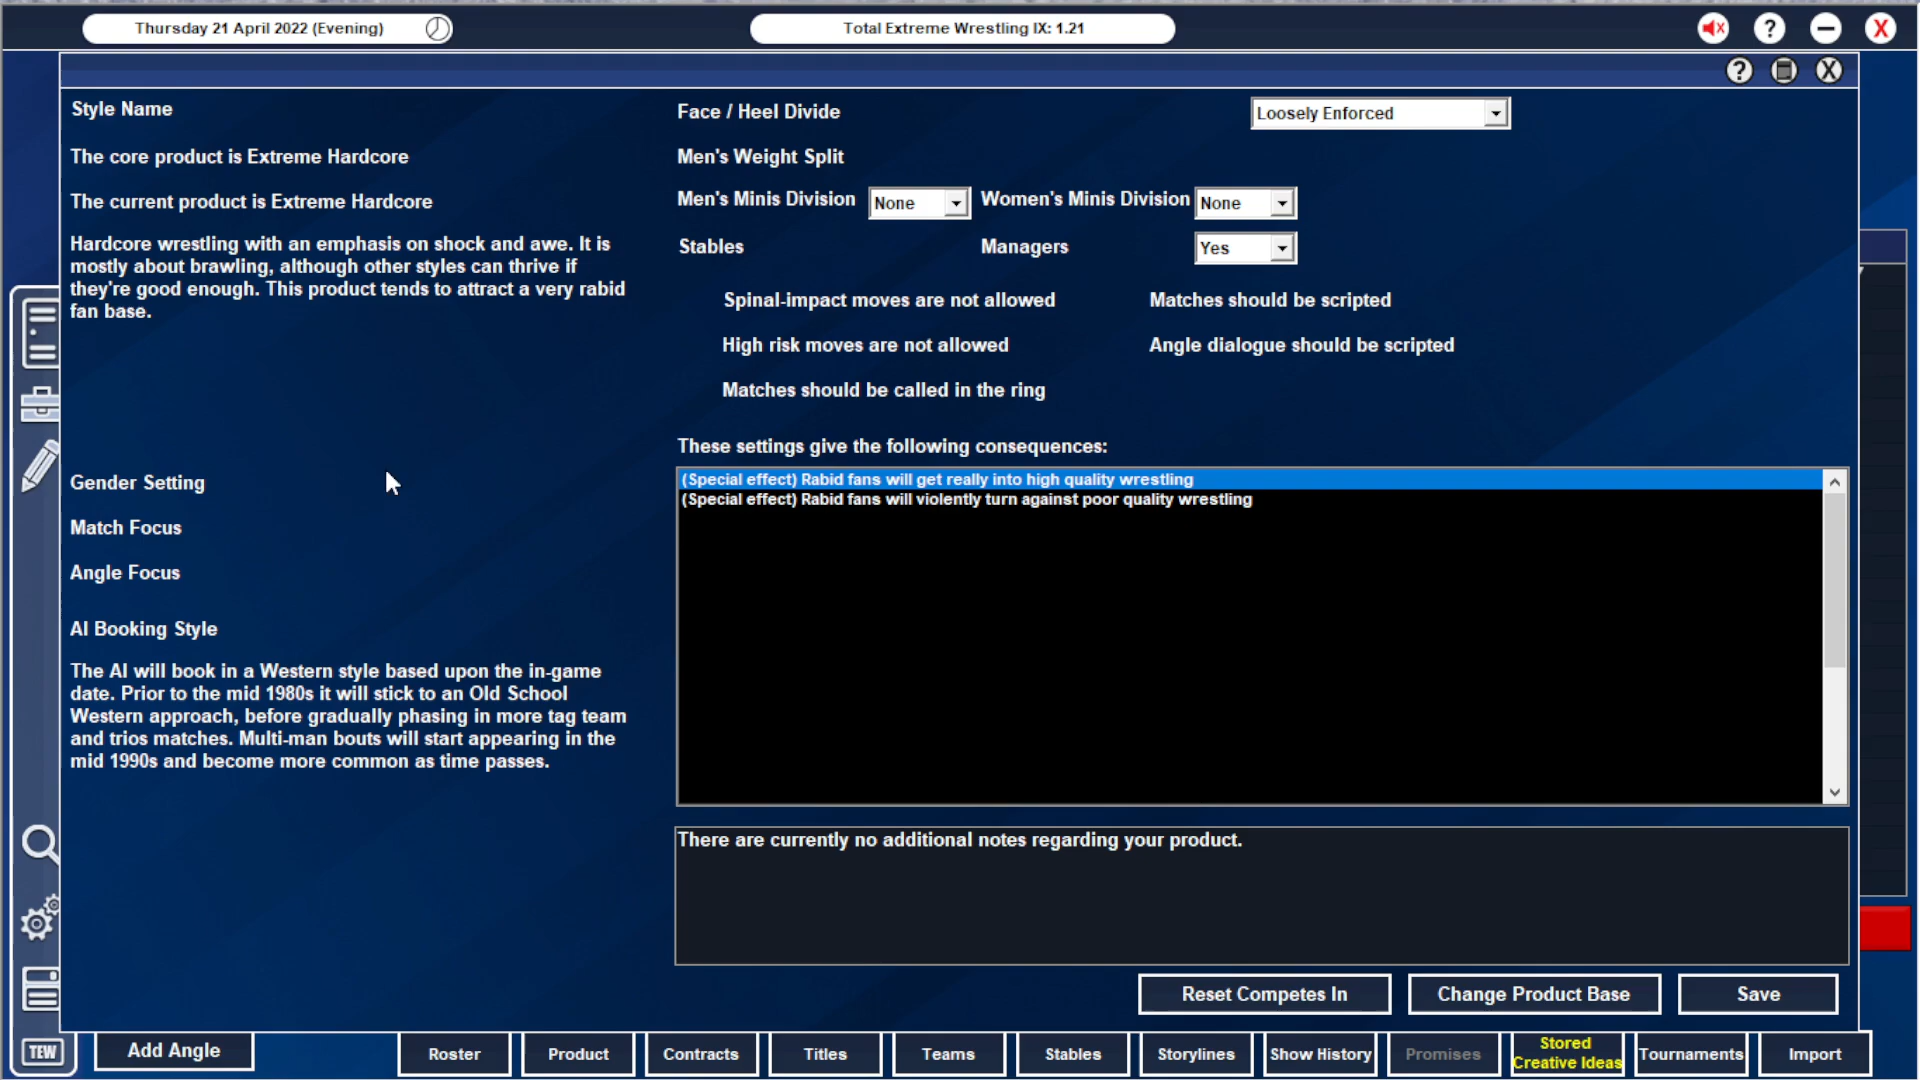 Thursday 21 April 2022 (Evening)
Total Extreme Wrestling IX: 1.21
X
?
X
Style Name
The core product is Extreme Hardcore
The current product is Extreme Hardcore
Hardcore wrestling with an emphasis on shock and awe. It is
mostly about brawling, although other styles can thrive if
they're good enough. This product tends to attract a very rabid
fan base.
Gender Setting
Match Focus
Angle Focus
AI Booking Style
The AI will book in a Western style based upon the in-game
date. Prior to the mid 1980s it will stick to an Old School
Western approach, before gradually phasing in more tag team
and trios matches. Multi-man bouts will start appearing in the
mid 1990s and become more common as time passes.
Face / Heel Divide
Loosely Enforced
Men's Weight Split
Men's Minis Division
None
Women's Minis Division
None
Stables
Managers
Yes
Spinal-impact moves are not allowed
Matches should be scripted
High risk moves are not allowed
Angle dialogue should be scripted
Matches should be called in the ring
These settings give the following consequences:
(Special effect) Rabid fans will get really into high quality wrestling
(Special effect) Rabid fans will violently turn against poor quality wrestling
There are currently no additional notes regarding your product.
Reset Competes In
Change Product Base
Save
TEW
Add Angle
Roster
Product
Contracts
Titles
Teams
Stables
Storylines
Show History
Promises
Stored
Creative Ideas
Tournaments
Import